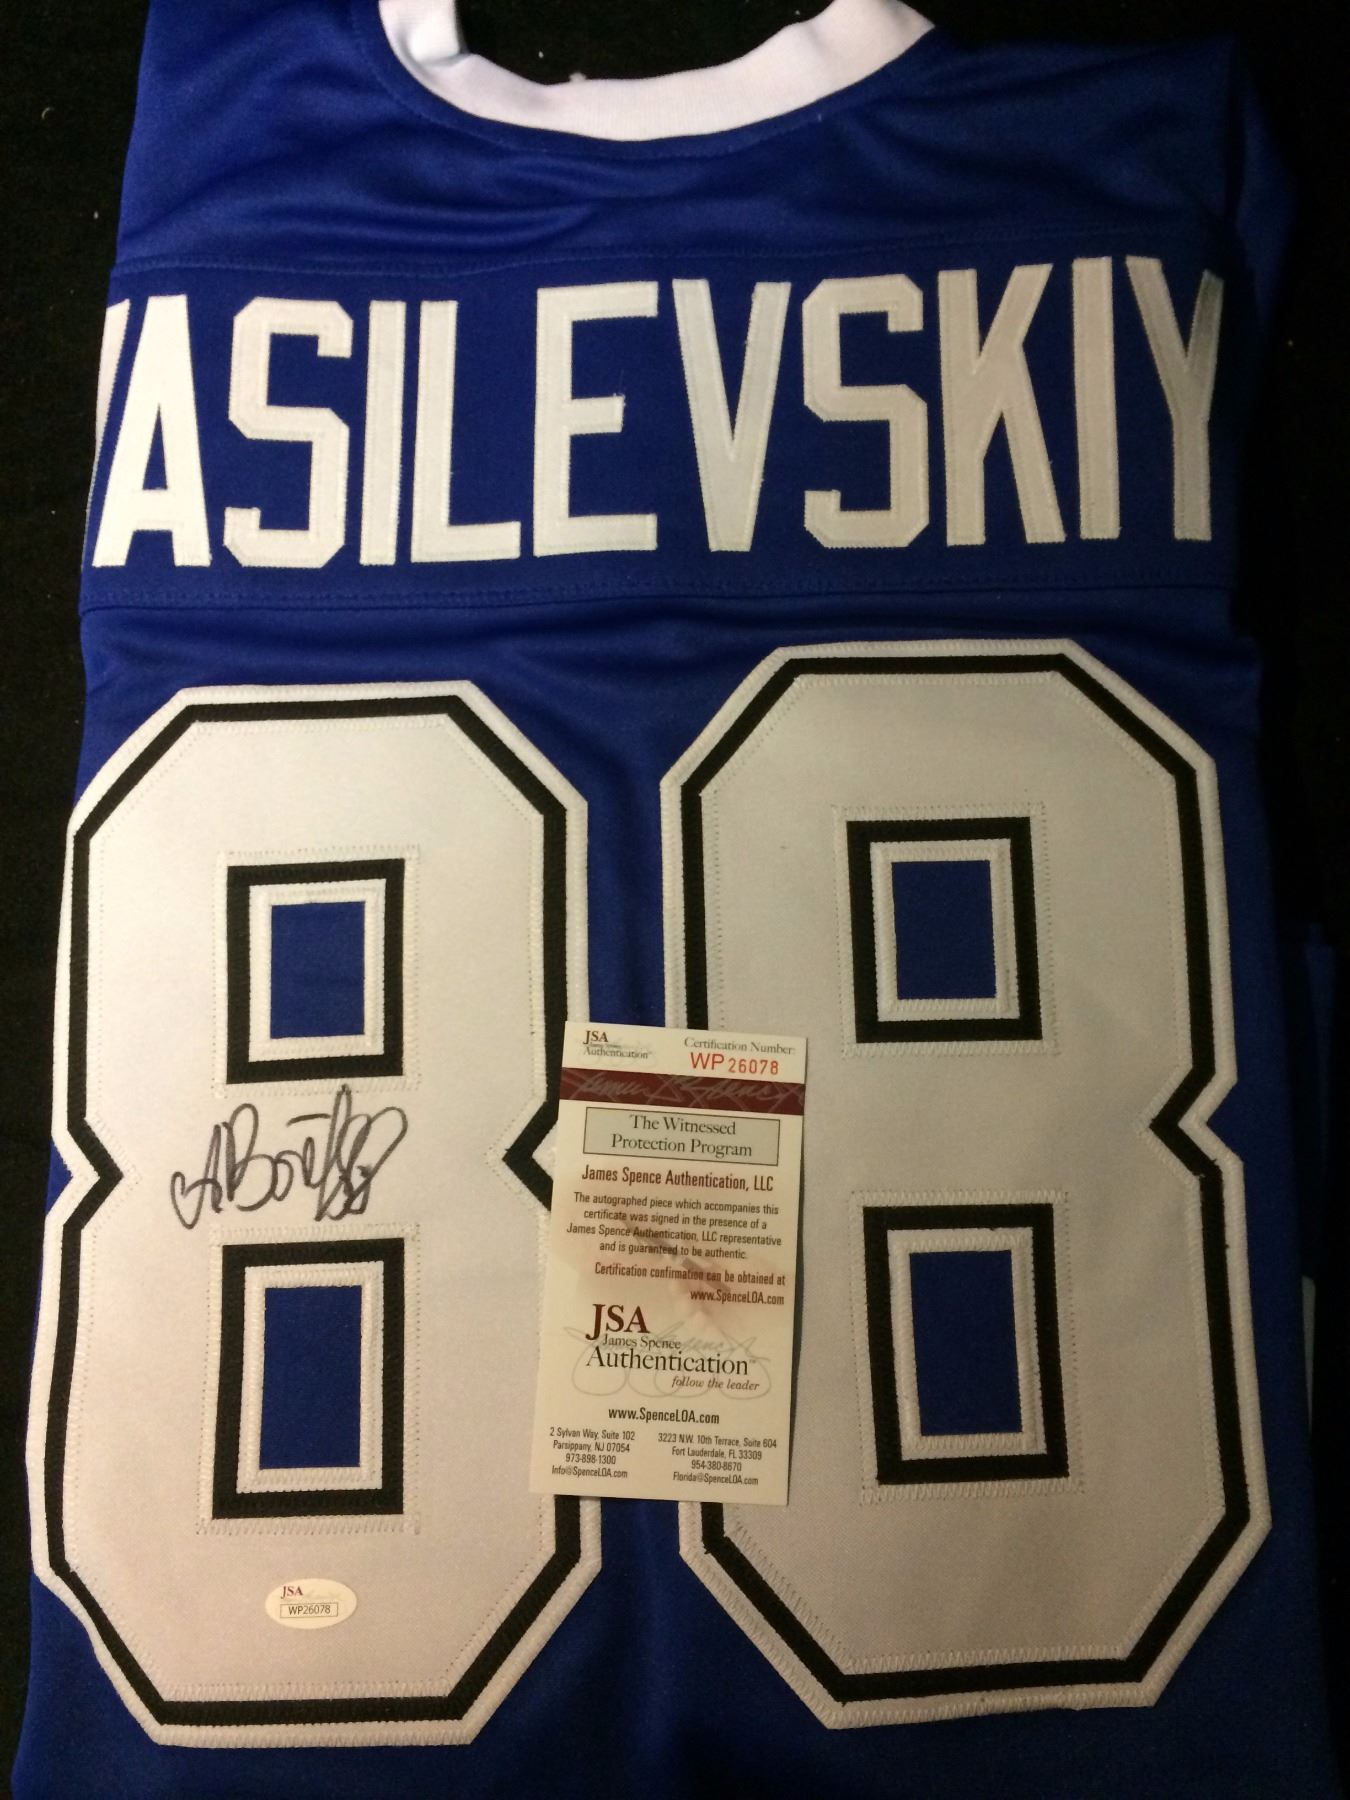 VASILEVSKIY
88
JSA
Authentication™
Certification Number:
WP 26078
The Witnessed
Protection Program
James Spence Authentication, LLC
The autographed piece which accompanies this
certificate was signed in the presence of a
James Spence Authentication, LLC representative
and is guaranteed to be authentic.
Certification confirmation can be obtained at
www.SpenceLOA.com
JSA
James Spence
Authentication™
follow the leader
www.SpenceLOA.com
2 Sylvan Way, Suite 102
Parsippany, NJ 07054
973-898-1300
Info@SpenceLOA.com
3223 N.W. 10th Terrace, Suite 604
Fort Lauderdale, FL 33309
954-380-8670
Florida@SpenceLOA.com
JSA
WP26078